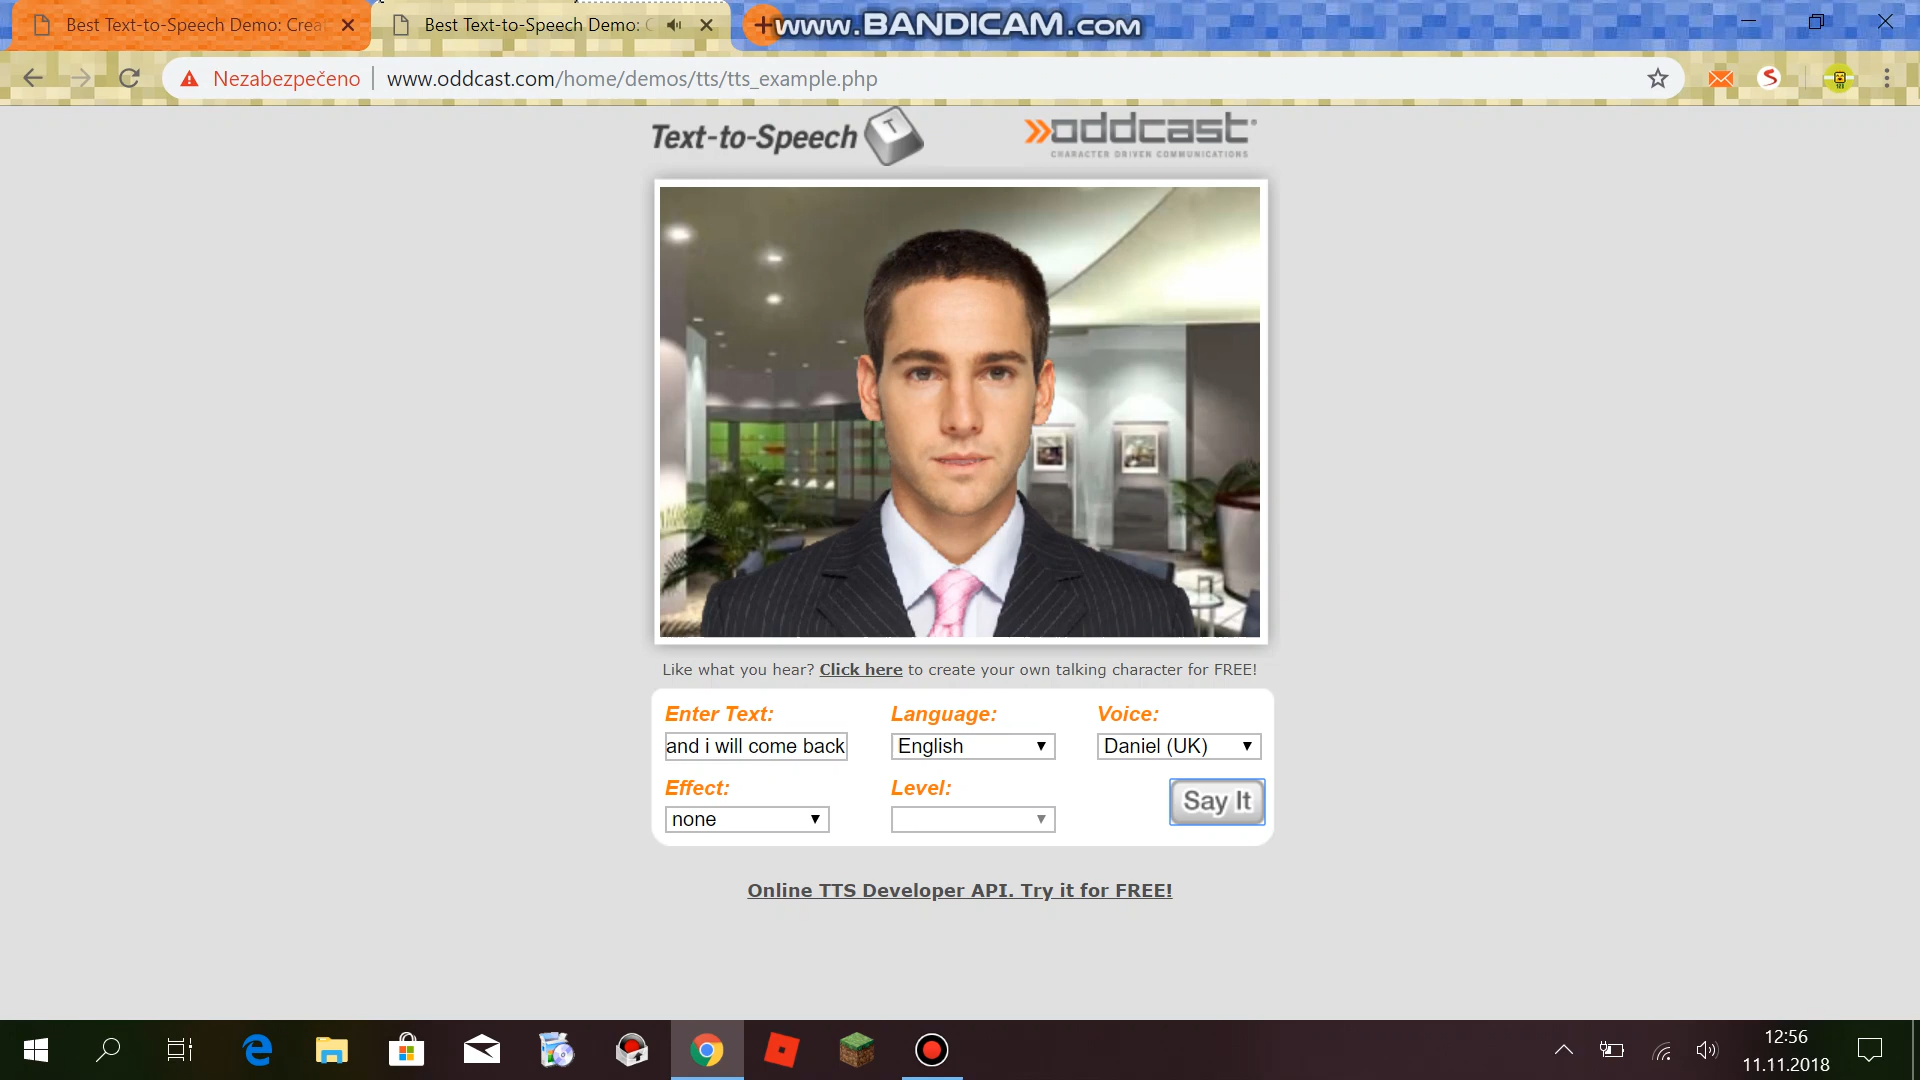 Best Text-to-Speech Demo: Crea
Best Text-to-Speech Demo: C
www.BANDICAM.com
Nezabezpečeno
www.oddcast.com/home/demos/tts/tts_example.php
Text-to-Speech T
oddcast
CHARACTER DRIVEN COMMUNICATIONS
Like what you hear? Click here to create your own talking character for FREE!
Enter Text:
Language:
Voice:
and i will come back
English
Daniel (UK)
Effect:
Level:
none
Say It
Online TTS Developer API. Try it for FREE!
12:56
11.11.2018